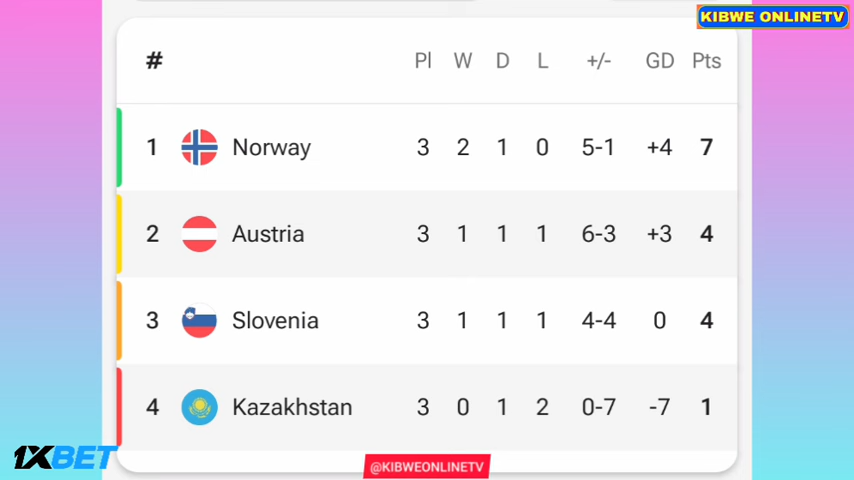 KIBWE ONLINETV
# Pl W D L +/- GD Pts
1 Norway 3 2 1 0 5-1 +4 7
2 Austria 3 1 1 1 6-3 +3 4
3 Slovenia 3 1 1 1 4-4 0 4
4 Kazakhstan 3 0 1 2 0-7 -7 1
1XBET
@KIBWEONLINETV